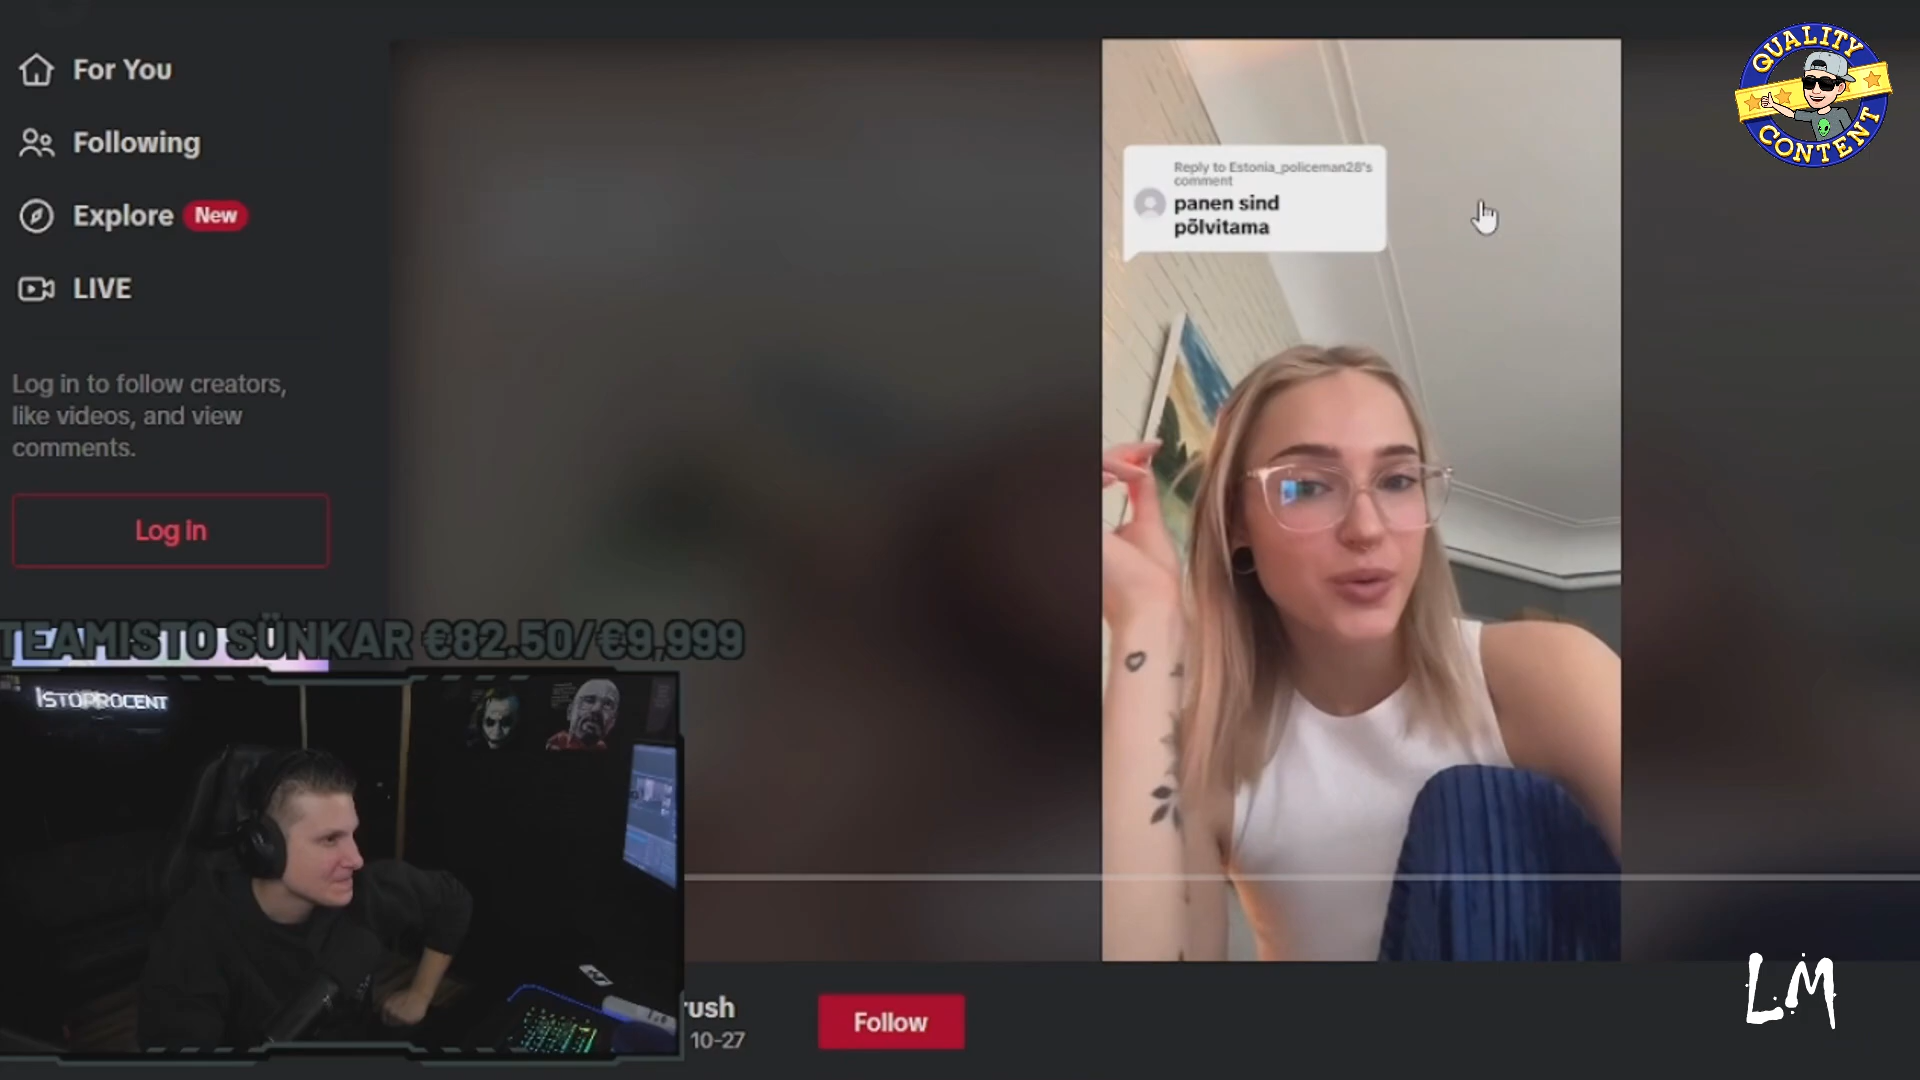 For You
Following
Explore New
LIVE
Log in to follow creators,
like videos, and view
comments.
Log in
TEAMISTO SÜNKAR €82.50/€9,999
1STOPROCENT
Reply to Estonia_policeman28's
comment
panen sind
põlvitama
QUALITY
CONTENT
rush
10-27
Follow
LM